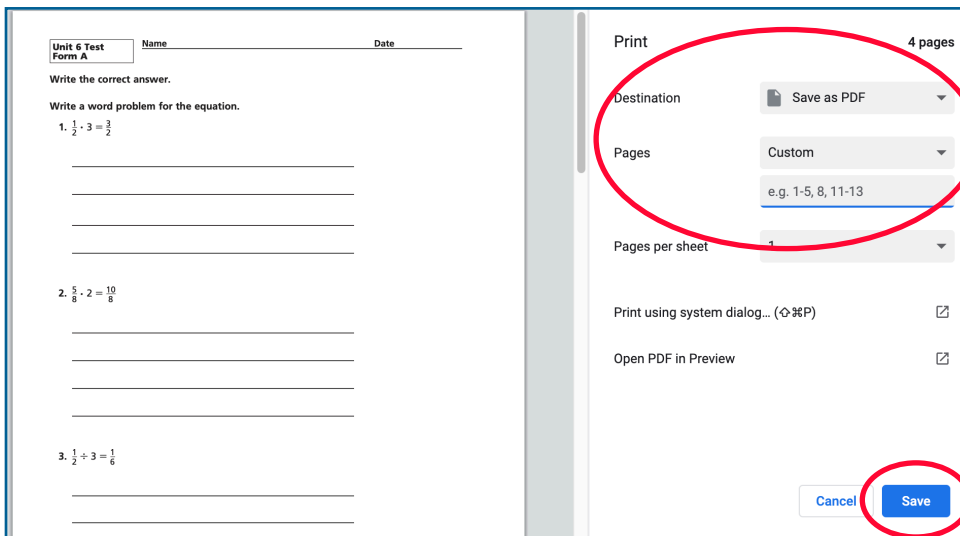 Unit 6 Test
Form A
Name
Date
Write the correct answer.
Write a word problem for the equation.
1. 1/2 · 3 = 3/2
2. 5/8 · 2 = 10/8
3. 1/2 ÷ 3 = 1/6
Print
4 pages
Destination
Save as PDF
Pages
Custom
e.g. 1-5, 8, 11-13
Pages per sheet
1
Print using system dialog... (⇧⌘P)
Open PDF in Preview
Cancel
Save